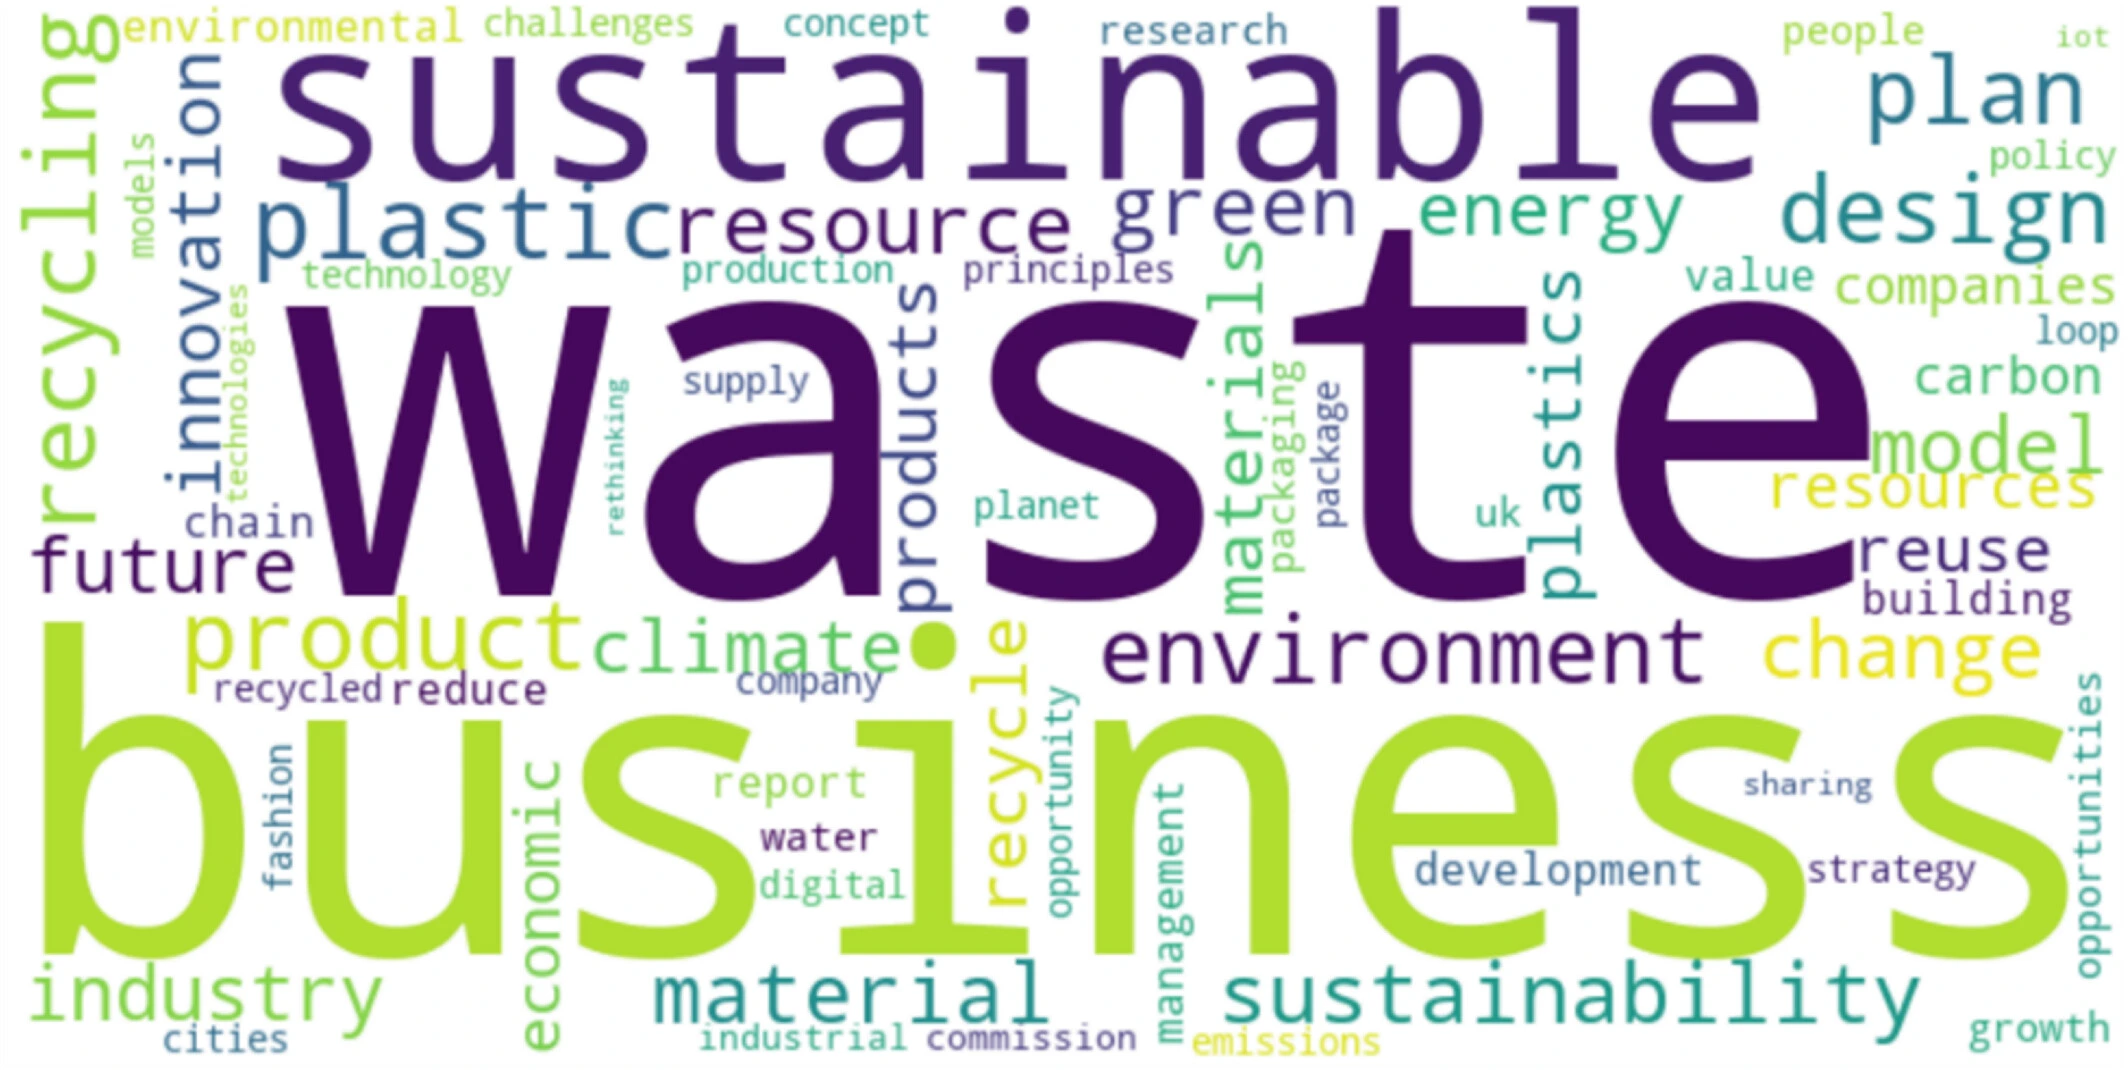 environmental
challenges
concept
research
people
iot
recycling
innovation
sustainable
plan
models
policy
plastic
resource
green
energy
design
technology
production
principles
value
companies
technologies
waste
products
materials
plastics
loop
supply
rethinking
packaging
package
carbon
model
resources
planet
uk
chain
future
reuse
building
product
climate
environment
change
recycled
reduce
company
recycle
business
opportunity
opportunities
fashion
economic
report
sharing
water
management
digital
development
strategy
industry
material
sustainability
cities
industrial
commission
emissions
growth